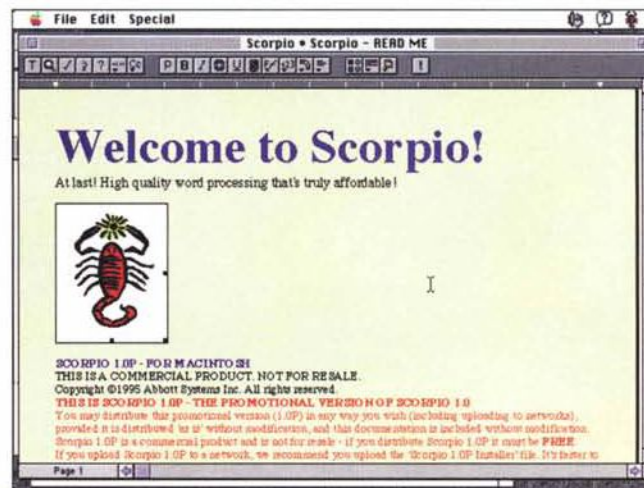 File Edit Special
Scorpio • Scorpio - READ ME
Welcome to Scorpio!
At last! High quality word processing that's truly affordable!
SCORPIO 1.0P - FOR MACINTOSH
THIS IS A COMMERCIAL PRODUCT. NOT FOR RESALE.
Copyright ©1995 Abbott Systems Inc. All rights reserved.
THIS IS SCORPIO 1.0P - THE PROMOTIONAL VERSION OF SCORPIO 1.0
You may distribute this promotional version (1.0P) in any way you wish (including uploading to networks),
provided it is distributed 'as is' without modification, and this documentation is included without modification.
Scorpio 1.0P is a commercial product and is not for resale - if you distribute Scorpio 1.0P it must be FREE.
If you upload Scorpio 1.0P to a network, we recommend you upload the 'Scorpio 1.0P Installer' file. It's faster to
Page 1